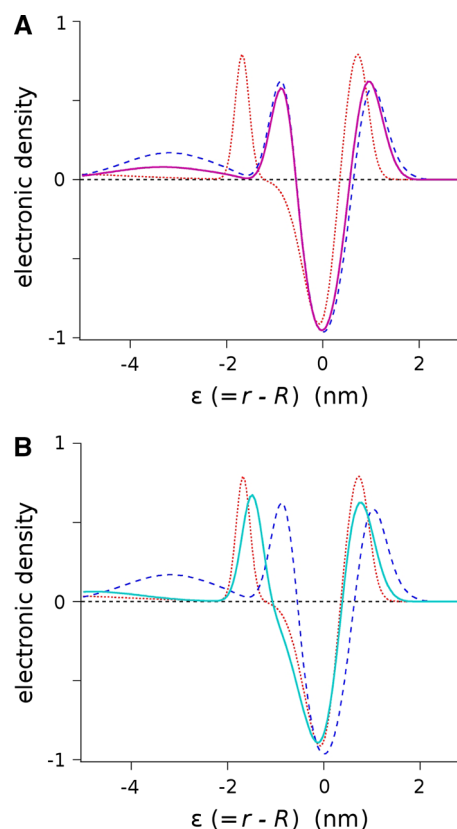 A
1
0
-1
electronic density
-4 -2 0 2
ε (=r - R) (nm)
B
1
0
-1
electronic density
-4 -2 0 2
ε (=r - R) (nm)